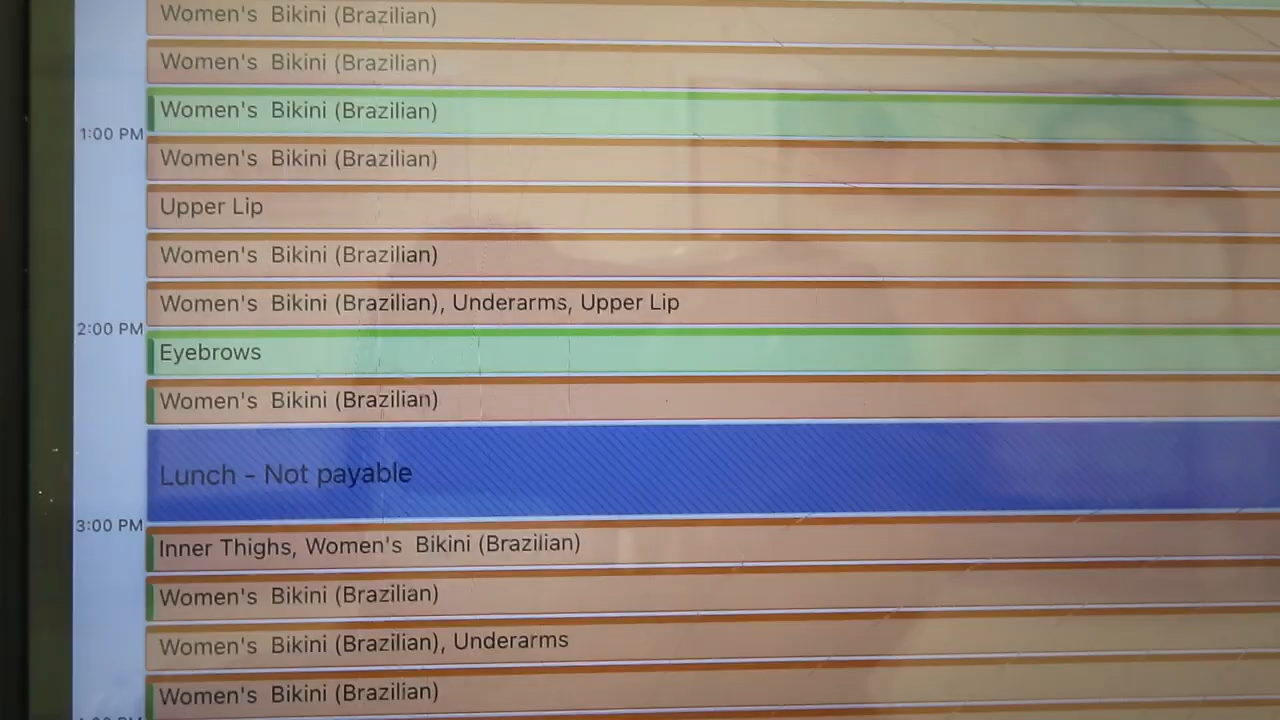 Women's Bikini (Brazilian)
Women's Bikini (Brazilian)
Women's Bikini (Brazilian)
1:00 PM
Women's Bikini (Brazilian)
Upper Lip
Women's Bikini (Brazilian)
Women's Bikini (Brazilian), Underarms, Upper Lip
2:00 PM
Eyebrows
Women's Bikini (Brazilian)
Lunch - Not payable
3:00 PM
Inner Thighs, Women's Bikini (Brazilian)
Women's Bikini (Brazilian)
Women's Bikini (Brazilian), Underarms
Women's Bikini (Brazilian)